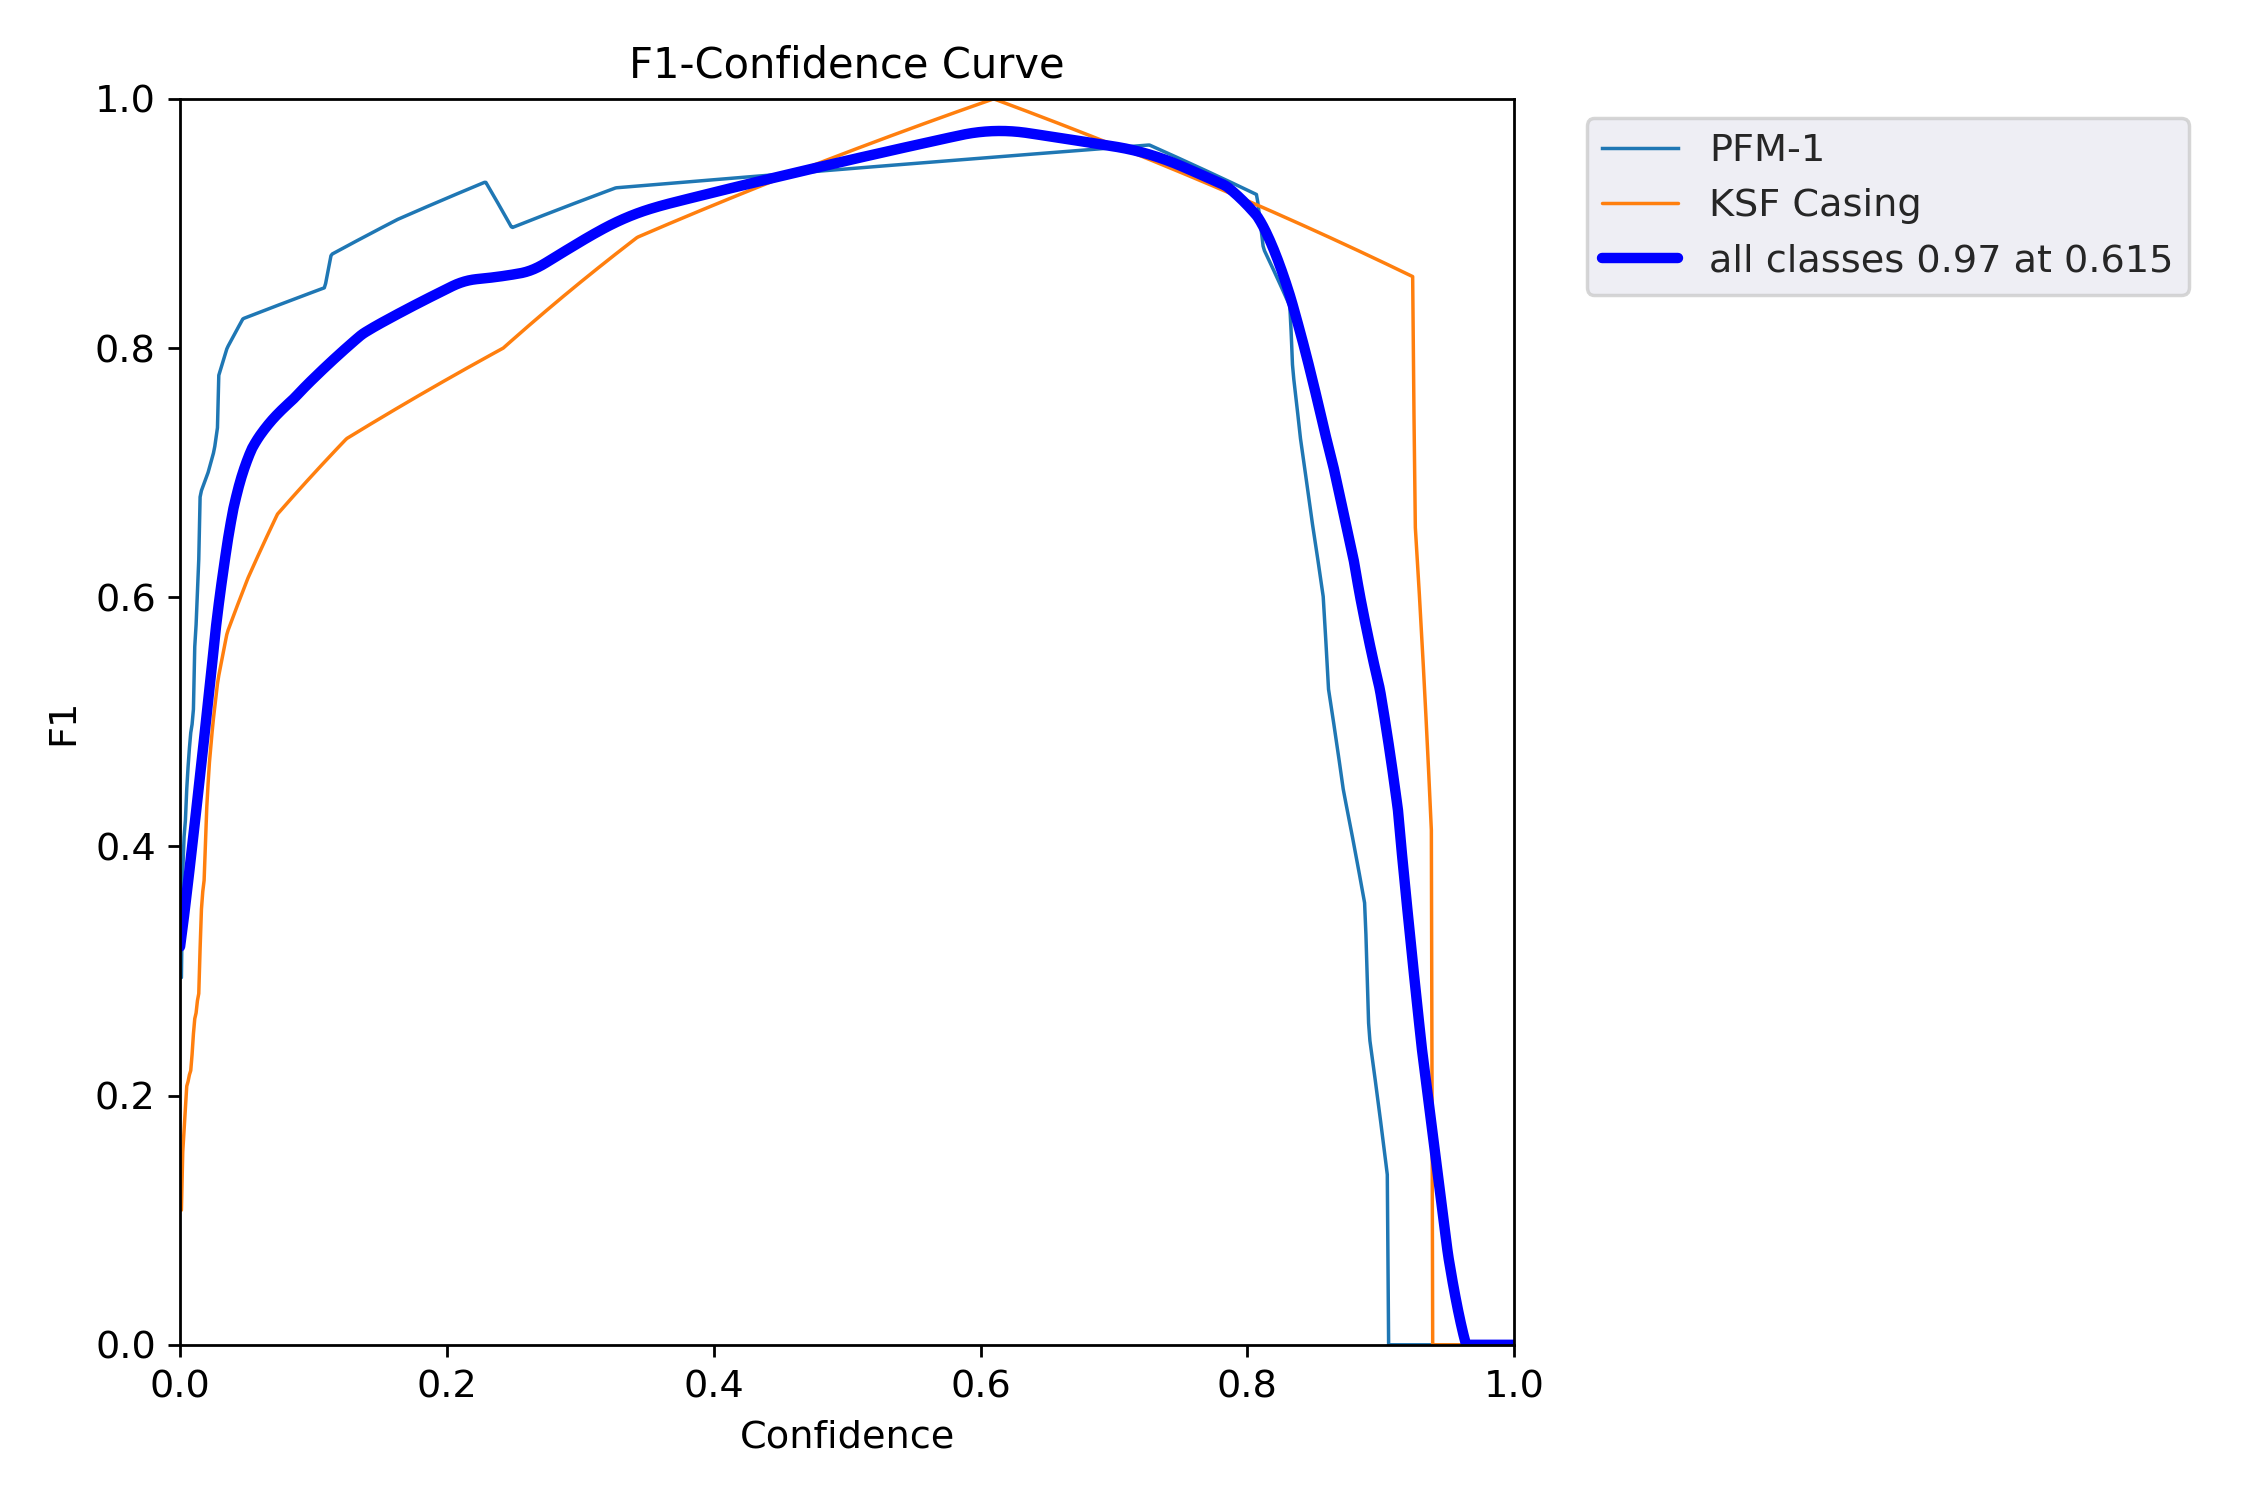 F1-Confidence Curve
1.0
0.8
0.6
0.4
0.2
0.0
F1
0.0 0.2 0.4 0.6 0.8 1.0
Confidence
PFM-1
KSF Casing
all classes 0.97 at 0.615